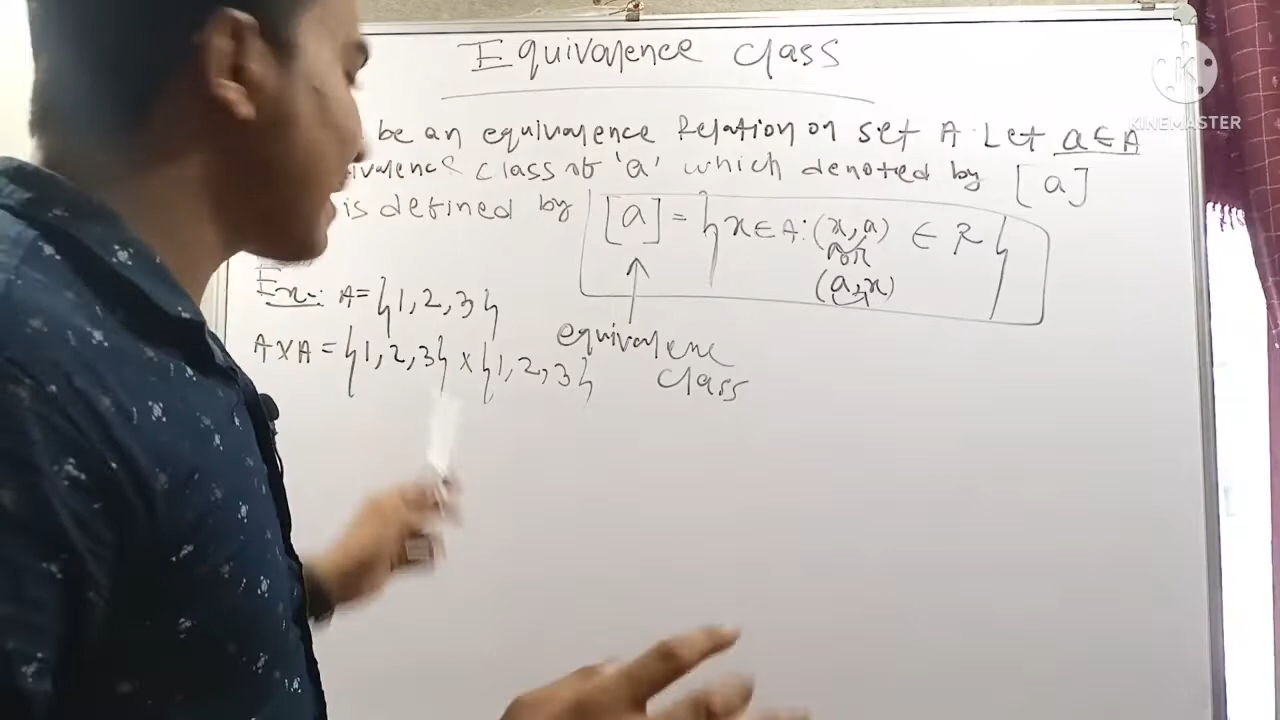 Equivalence Class
KINEMASTER
be an equivalence Relation on set A. Let a ∈ A
class of 'a' which denoted by [a]
is defined by [a] = {x ∈ A: (x, a) ∈ R}
or
(a, x)
Ex:- A = {1, 2, 3}
A x A = {1, 2, 3} x {1, 2, 3}
equivalence
class